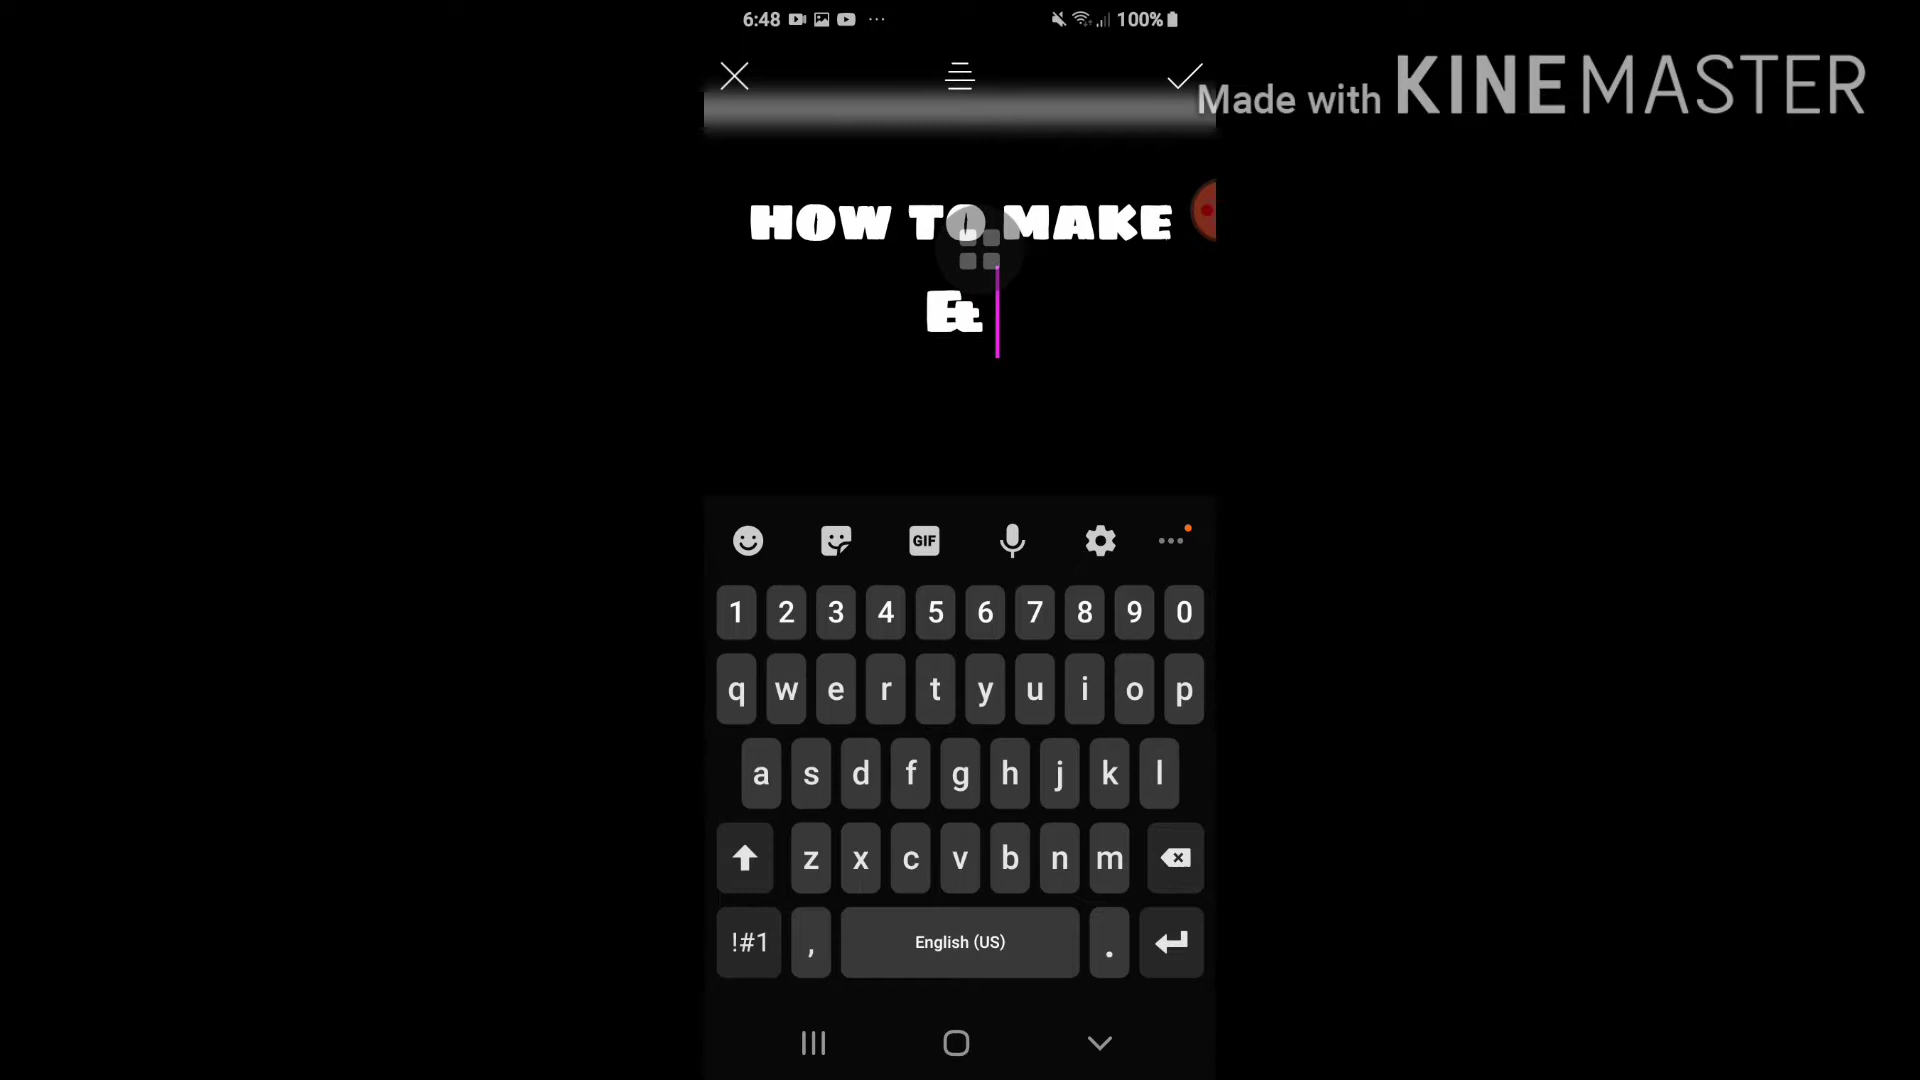 6:48
100%
Made with KINEMASTER
HOW TO MAKE
E&
GIF
1 2 3 4 5 6 7 8 9 0
q w e r t y u i o p
a s d f g h j k l
z x c v b n m
!#1 , English (US) .